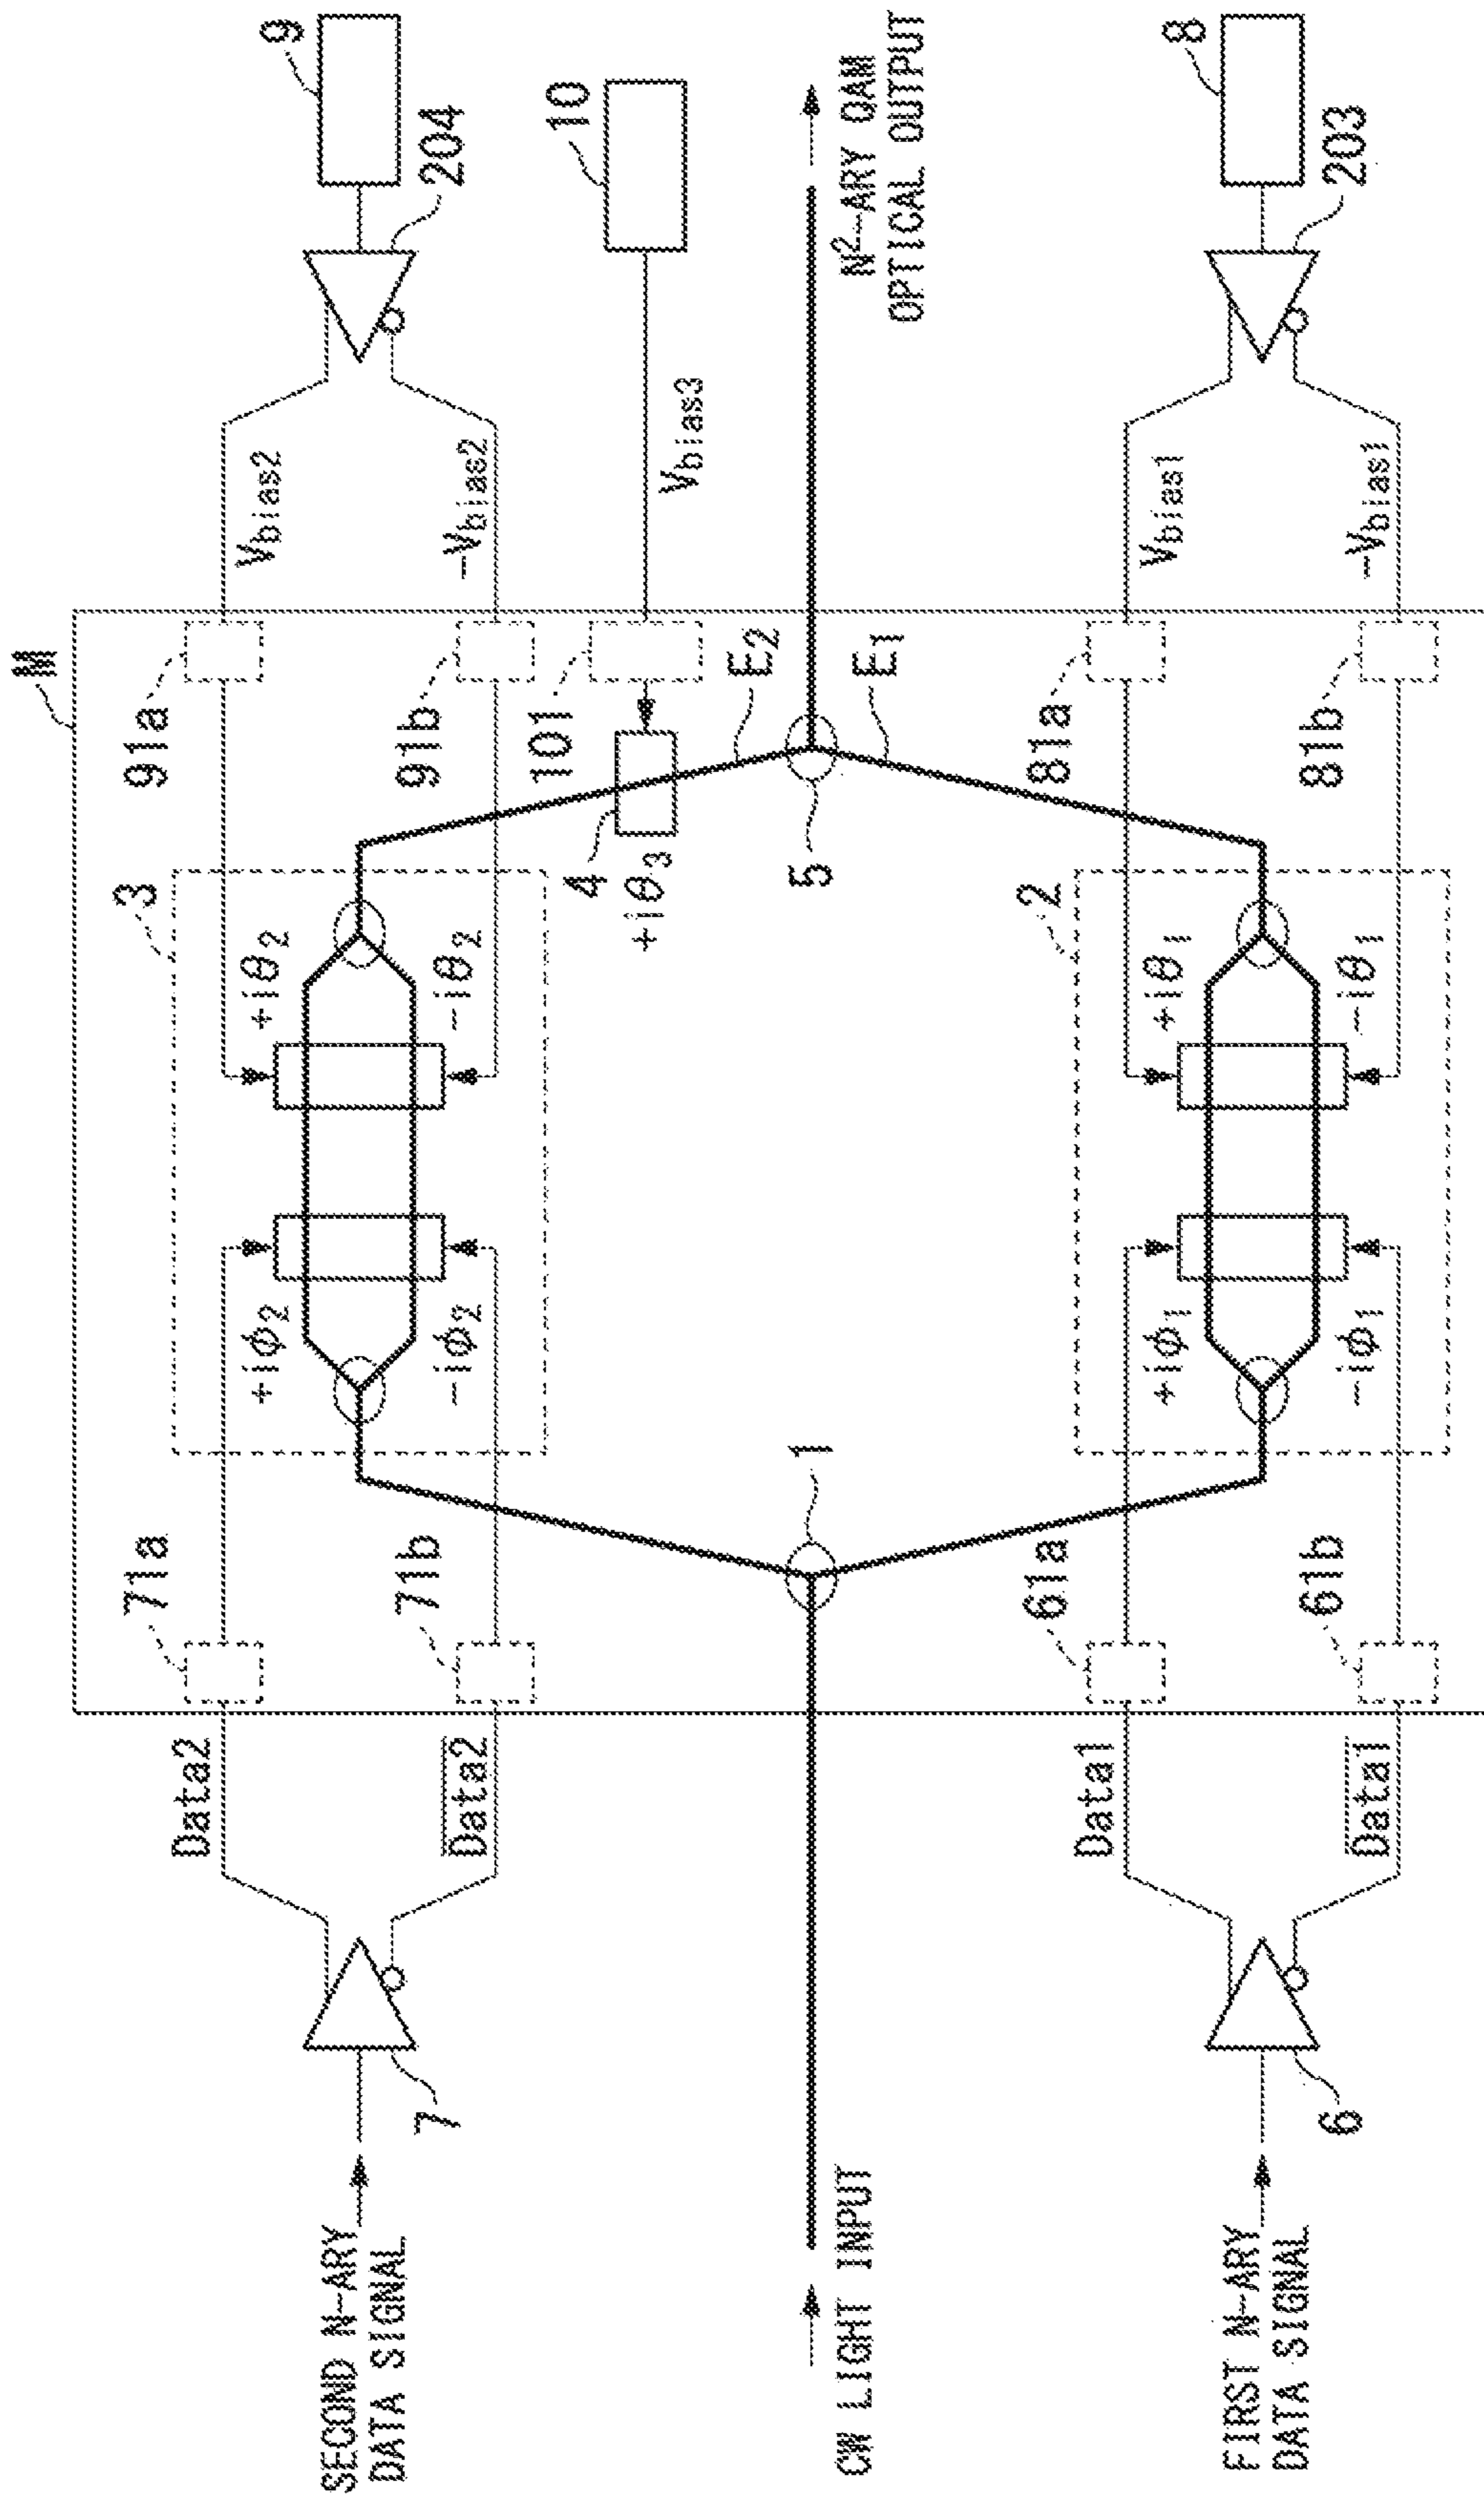 M
71a
Data2
71b
Data2
7
SECOND N-ARY
DATA SIGNAL
3
+iφ2
-iφ2
+iθ2
-iθ2
91a
91b
Vbias2
-Vbias2
204
9
4
+iθ3
101
Vbias3
10
E2
E1
5
1
CW LIGHT INPUT
N2-ARY QAM
OPTICAL OUTPUT
61a
Data1
61b
Data1
6
FIRST N-ARY
DATA SIGNAL
2
+iφ1
-iφ1
+iθ1
-iθ1
81a
81b
Vbias1
-Vbias1
203
8